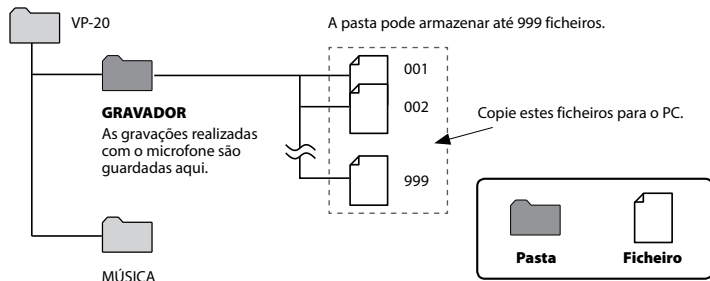 VP-20
A pasta pode armazenar até 999 ficheiros.
001
002
GRAVADOR
As gravações realizadas
com o microfone são
guardadas aqui.
Copie estes ficheiros para o PC.
999
Pasta
Ficheiro
MÚSICA